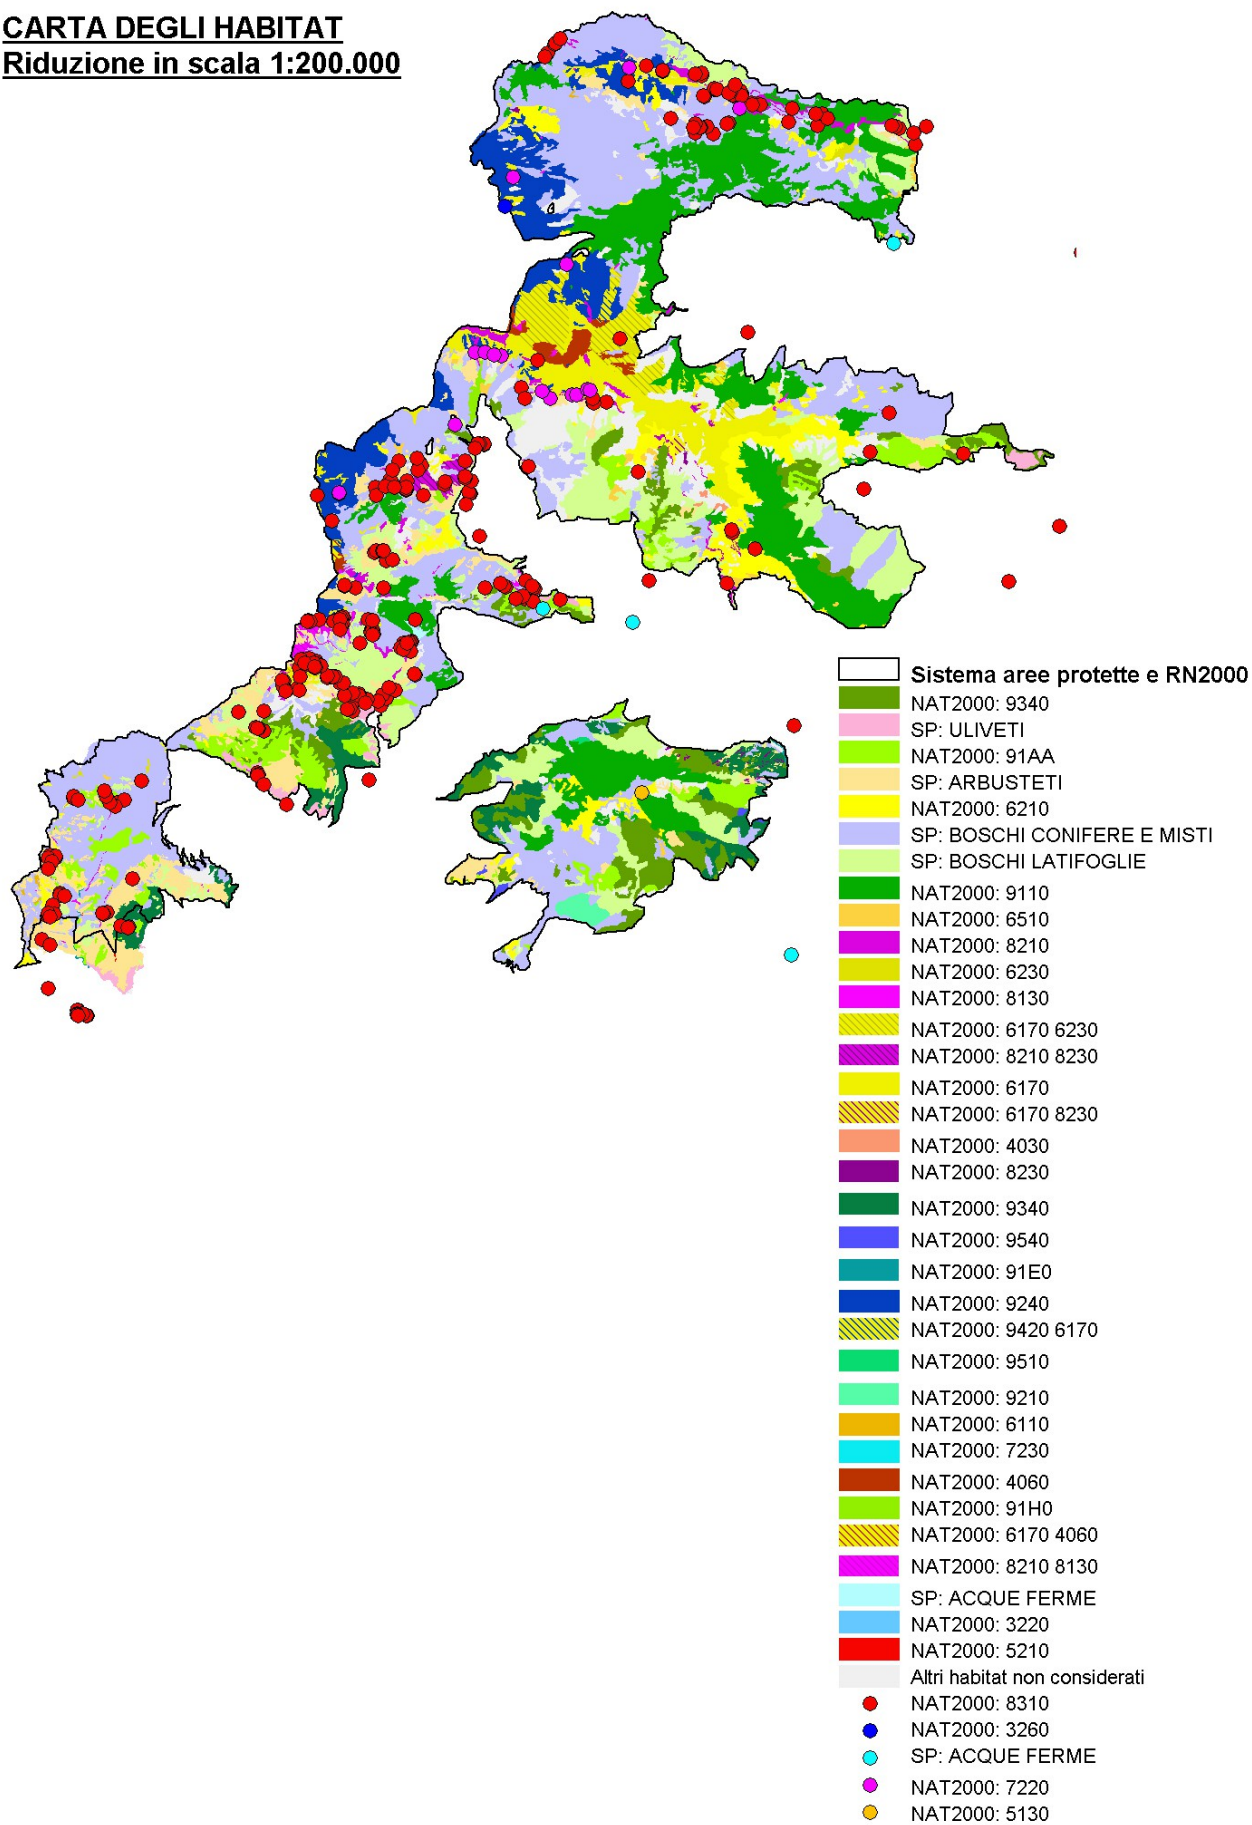 CARTA DEGLI HABITAT
Riduzione in scala 1:200.000
Sistema aree protette e RN2000
NAT2000: 9340
SP: ULIVETI
NAT2000: 91AA
SP: ARBUSTETI
NAT2000: 6210
SP: BOSCHI CONIFERE E MISTI
SP: BOSCHI LATIFOGLIE
NAT2000: 9110
NAT2000: 6510
NAT2000: 8210
NAT2000: 6230
NAT2000: 8130
NAT2000: 6170 6230
NAT2000: 8210 8230
NAT2000: 6170
NAT2000: 6170 8230
NAT2000: 4030
NAT2000: 8230
NAT2000: 9340
NAT2000: 9540
NAT2000: 91E0
NAT2000: 9240
NAT2000: 9420 6170
NAT2000: 9510
NAT2000: 9210
NAT2000: 6110
NAT2000: 7230
NAT2000: 4060
NAT2000: 91H0
NAT2000: 6170 4060
NAT2000: 8210 8130
SP: ACQUE FERME
NAT2000: 3220
NAT2000: 5210
Altri habitat non considerati
NAT2000: 8310
NAT2000: 3260
SP: ACQUE FERME
NAT2000: 7220
NAT2000: 5130